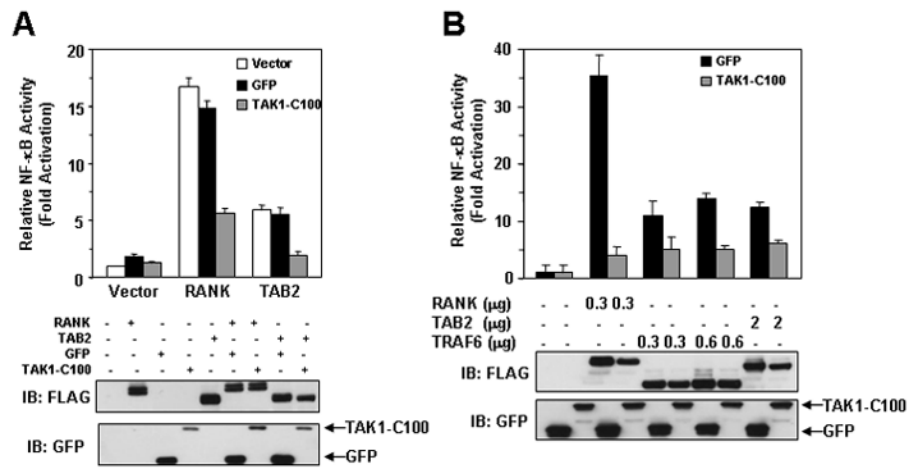 A
Relative NF-κB Activity
(Fold Activation)
20
15
10
5
0
Vector
GFP
TAK1-C100
Vector RANK TAB2
RANK - + - - - + + - -
TAB2 - - - - + - - + +
GFP - - + - - + - + -
TAK1-C100 - - - + - - + - +
IB: FLAG
IB: GFP
←TAK1-C100
←GFP
B
Relative NF-κB Activity
(Fold Activation)
40
30
20
10
0
GFP
TAK1-C100
RANK (µg) - - 0.3 0.3 - - - - - -
TAB2 (µg) - - - - - - - - 2 2
TRAF6 (µg) - - - - 0.3 0.3 0.6 0.6 - -
IB: FLAG
IB: GFP
←TAK1-C100
←GFP